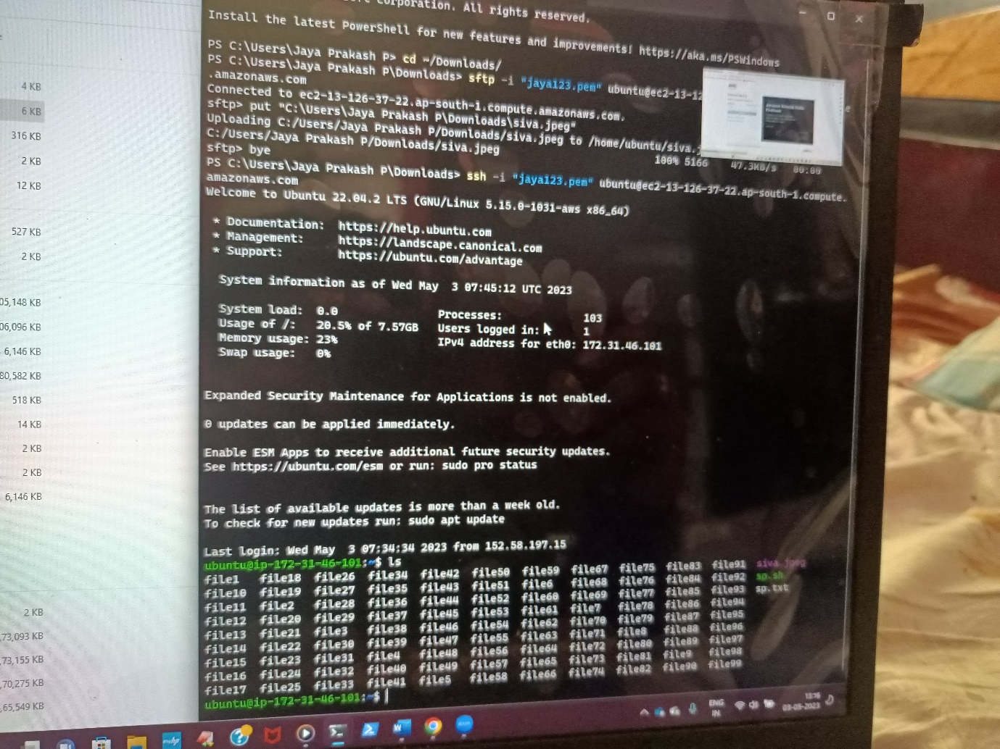 Corporation. All rights reserved.
Install the latest PowerShell for new features and improvements! https://aka.ms/PSWindows
PS C:\Users\Jaya Prakash P> cd ~/Downloads/
PS C:\Users\Jaya Prakash P\Downloads> sftp -i "jaya123.pem" ubuntu@ec2-13-12
.amazonaws.com
Connected to ec2-13-126-37-22.ap-south-1.compute.amazonaws.com.
sftp> put "C:\Users\Jaya Prakash P\Downloads\siva.jpeg"
Uploading C:/Users/Jaya Prakash P/Downloads/siva.jpeg to /home/ubuntu/siva.j
C:/Users/Jaya Prakash P/Downloads/siva.jpeg 100% 5166 47.3KB/s 00:00
sftp> bye
PS C:\Users\Jaya Prakash P\Downloads> ssh -i "jaya123.pem" ubuntu@ec2-13-126-37-22.ap-south-1.compute.
amazonaws.com
Welcome to Ubuntu 22.04.2 LTS (GNU/Linux 5.15.0-1031-aws x86_64)
* Documentation: https://help.ubuntu.com
* Management: https://landscape.canonical.com
* Support: https://ubuntu.com/advantage
System information as of Wed May 3 07:45:12 UTC 2023
System load: 0.0 Processes: 103
Usage of /: 20.5% of 7.57GB Users logged in: 1
Memory usage: 23% IPv4 address for eth0: 172.31.46.101
Swap usage: 0%
Expanded Security Maintenance for Applications is not enabled.
0 updates can be applied immediately.
Enable ESM Apps to receive additional future security updates.
See https://ubuntu.com/esm or run: sudo pro status
The list of available updates is more than a week old.
To check for new updates run: sudo apt update
Last login: Wed May 3 07:34:34 2023 from 152.58.197.15
ubuntu@ip-172-31-46-101:~$ ls
file1 file18 file26 file34 file42 file50 file59 file67 file75 file83 file91 siva.jpeg
file10 file19 file27 file35 file43 file51 file6 file68 file76 file84 file92 sp.sh
file11 file2 file28 file36 file44 file52 file60 file69 file77 file85 file93 sp.txt
file12 file20 file29 file37 file45 file53 file61 file7 file78 file86 file94
file13 file21 file3 file38 file46 file54 file62 file70 file79 file87 file95
file14 file22 file30 file39 file47 file55 file63 file71 file8 file88 file96
file15 file23 file31 file4 file48 file56 file64 file72 file80 file89 file97
file16 file24 file32 file40 file49 file57 file65 file73 file81 file9 file98
file17 file25 file33 file41 file5 file58 file66 file74 file82 file90 file99
ubuntu@ip-172-31-46-101:~$
4 KB
6 KB
316 KB
2 KB
12 KB
527 KB
2 KB
05,148 KB
06,096 KB
6,146 KB
80,582 KB
518 KB
14 KB
2 KB
2 KB
6,146 KB
2 KB
73,093 KB
73,155 KB
70,275 KB
65,549 KB
ENG
IN
13:16
03-05-2023